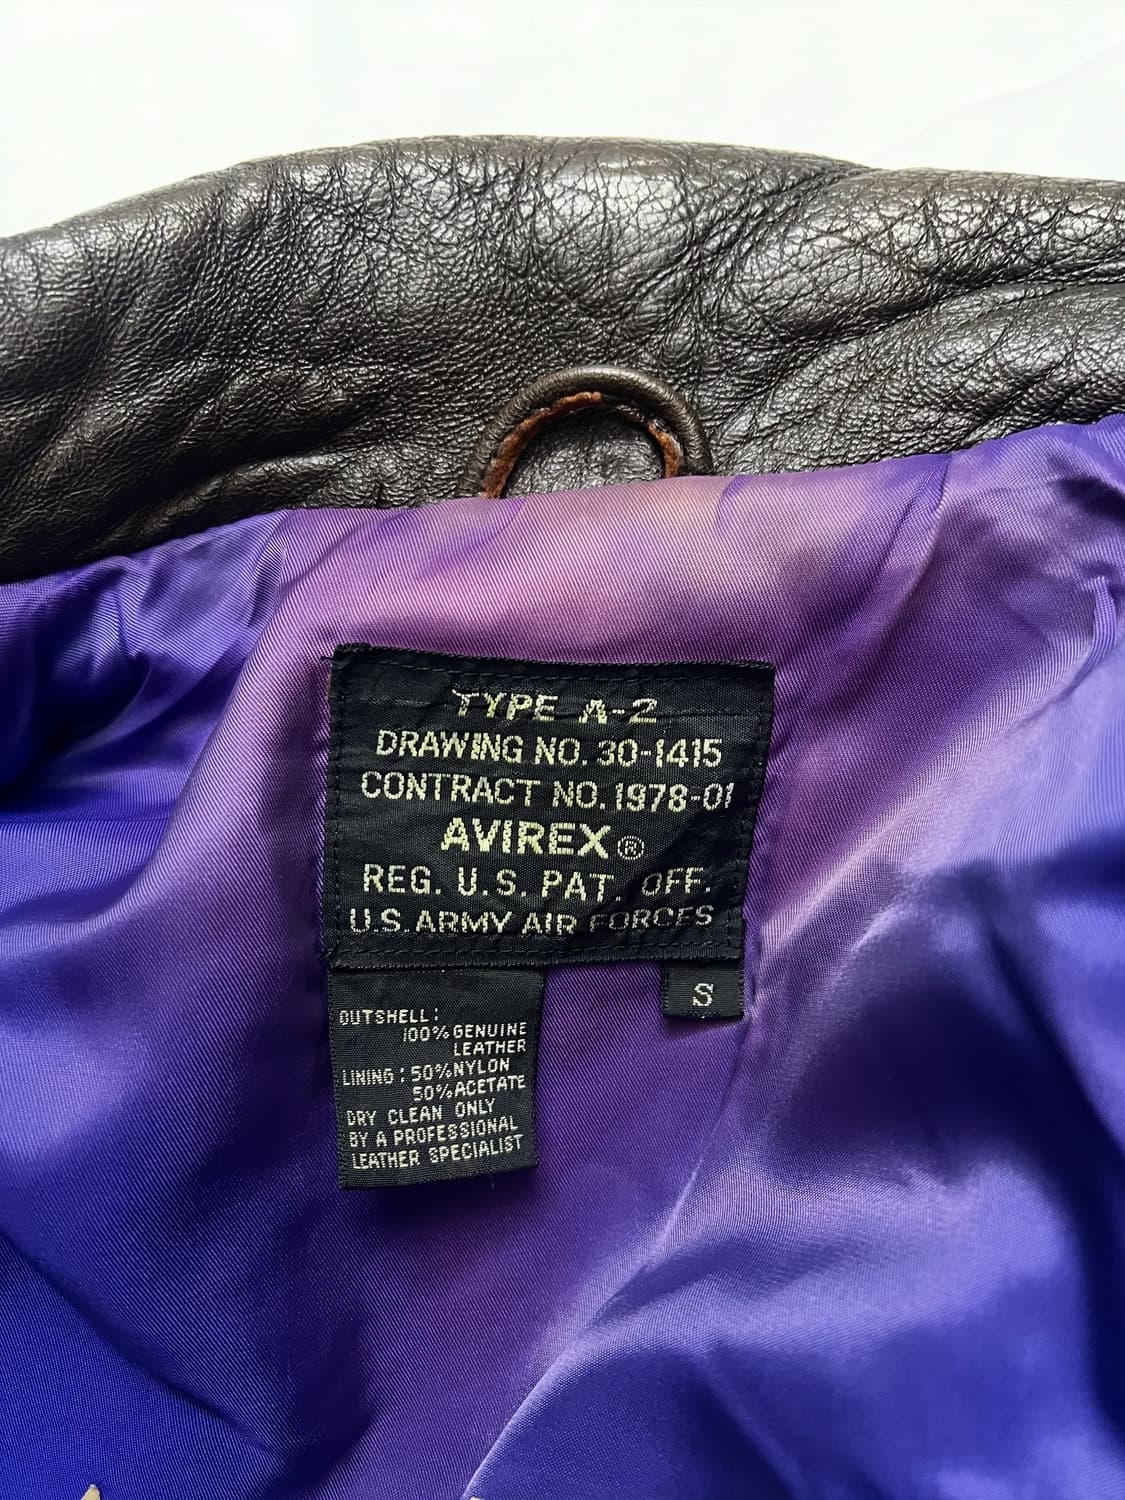 TYPE A-2
DRAWING NO. 30-1415
CONTRACT NO. 1978-01
AVIREX®
REG. U.S. PAT. OFF.
U.S. ARMY AIR FORCES
S
OUTSHELL:
100% GENUINE
LEATHER
LINING: 50% NYLON
50% ACETATE
DRY CLEAN ONLY
BY A PROFESSIONAL
LEATHER SPECIALIST